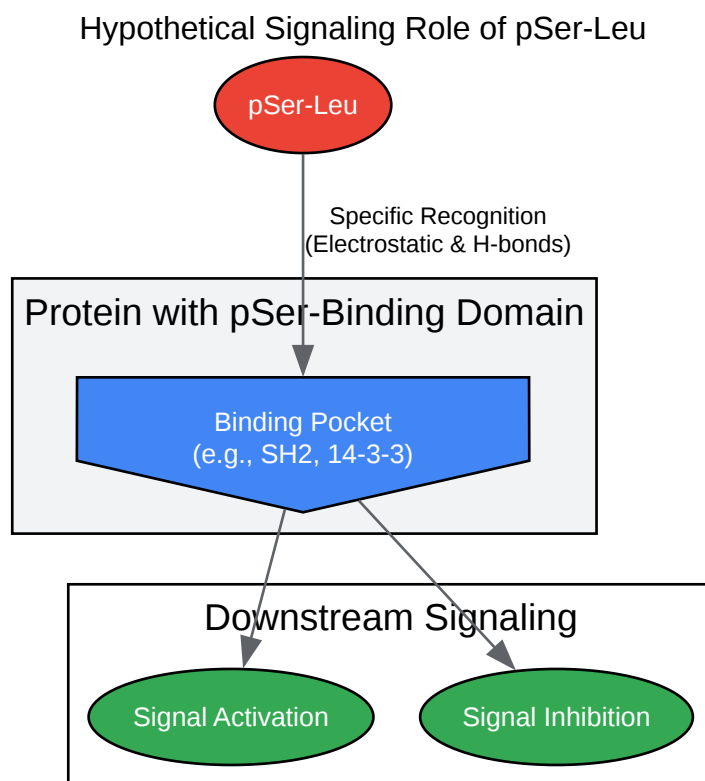 Hypothetical Signaling Role of pSer-Leu
pSer-Leu
Specific Recognition
(Electrostatic & H-bonds)
Protein with pSer-Binding Domain
Binding Pocket
(e.g., SH2, 14-3-3)
Downstream Signaling
Signal Activation
Signal Inhibition